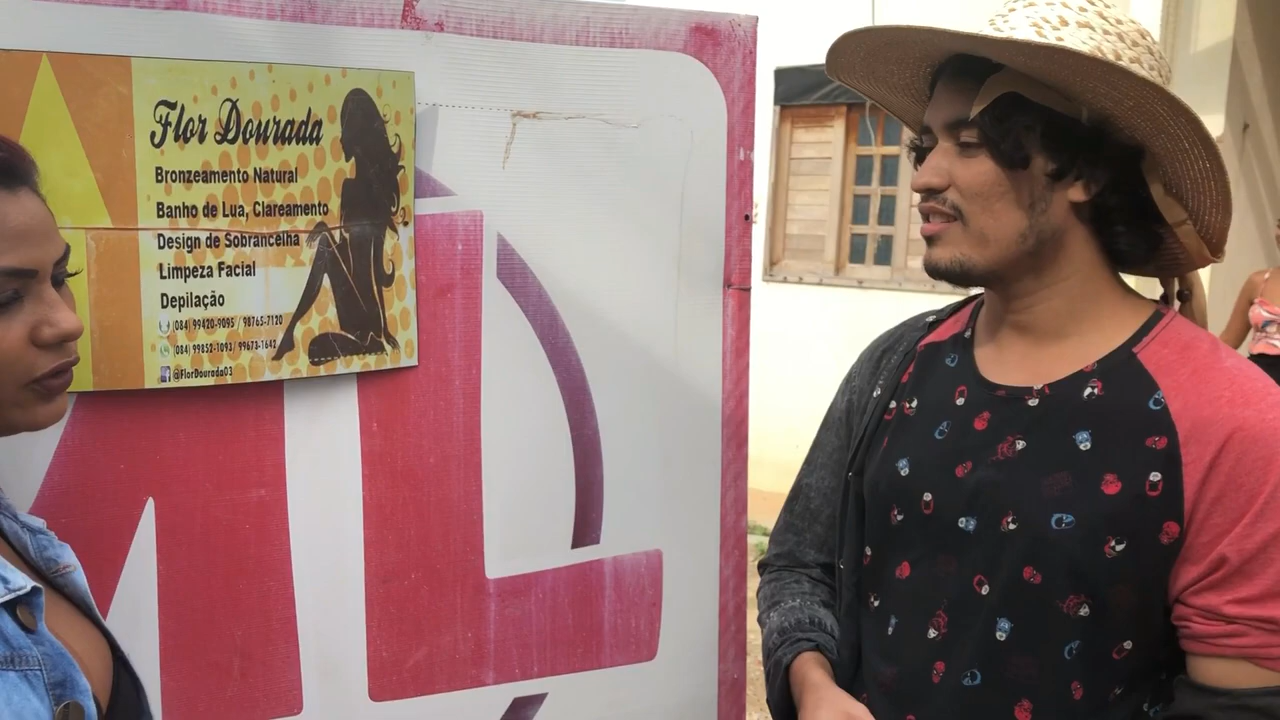 Flor Dourada
Bronzeamento Natural
Banho de Lua, Clareamento
Design de Sobrancelha
Limpeza Facial
Depilação
(084) 99420-9095 / 98765-7120
(084) 99852-1093 / 99673-1642
@FlorDourada03
ML